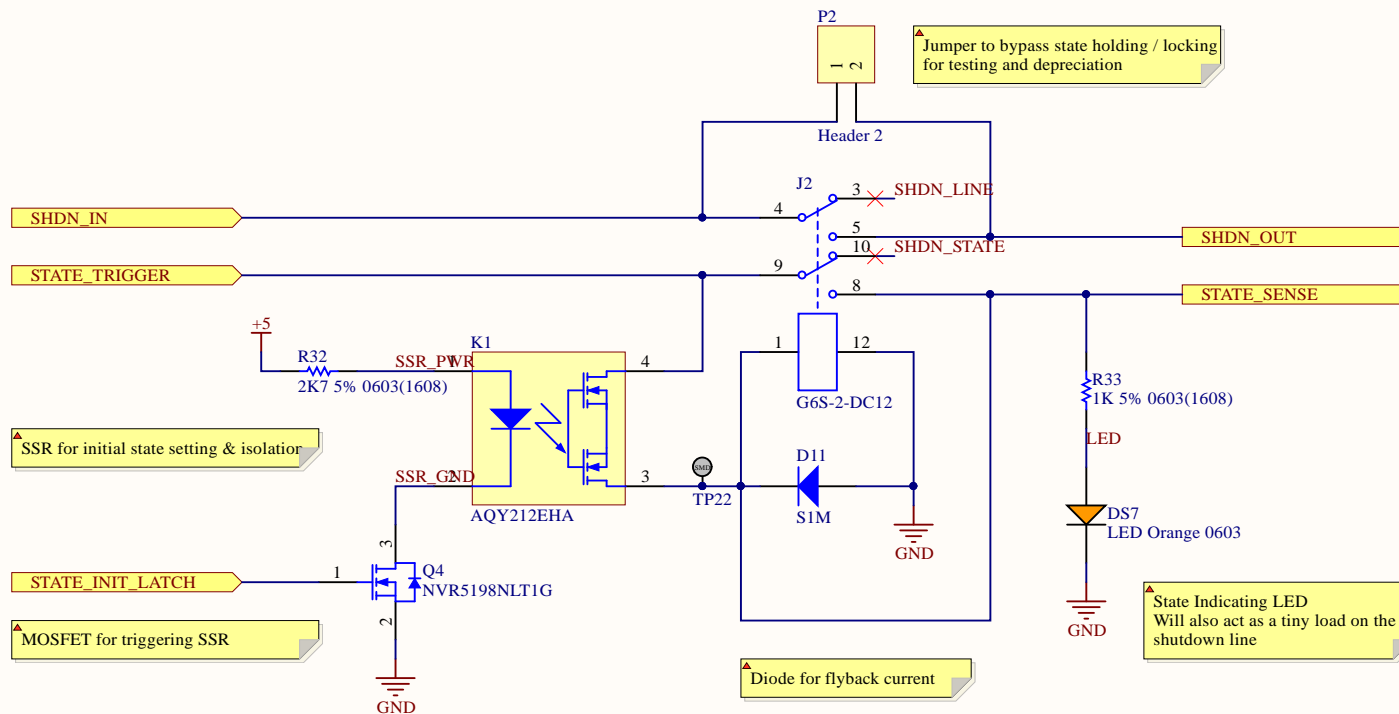 P2
1
2
Header 2
Jumper to bypass state holding / locking
for testing and depreciation
J2
3
SHDN_LINE
SHDN_IN
4
5
SHDN_OUT
10
SHDN_STATE
STATE_TRIGGER
9
8
STATE_SENSE
+5
R32
2K7 5% 0603(1608)
SSR_PWR
1
K1
4
1
12
G6S-2-DC12
R33
1K 5% 0603(1608)
LED
SSR for initial state setting & isolation
SSR_GND
2
3
AQY212EHA
SMD
TP22
D11
S1M
GND
DS7
LED Orange 0603
GND
3
STATE_INIT_LATCH
1
Q4
NVR5198NLT1G
2
GND
MOSFET for triggering SSR
State Indicating LED
Will also act as a tiny load on the
shutdown line
Diode for flyback current